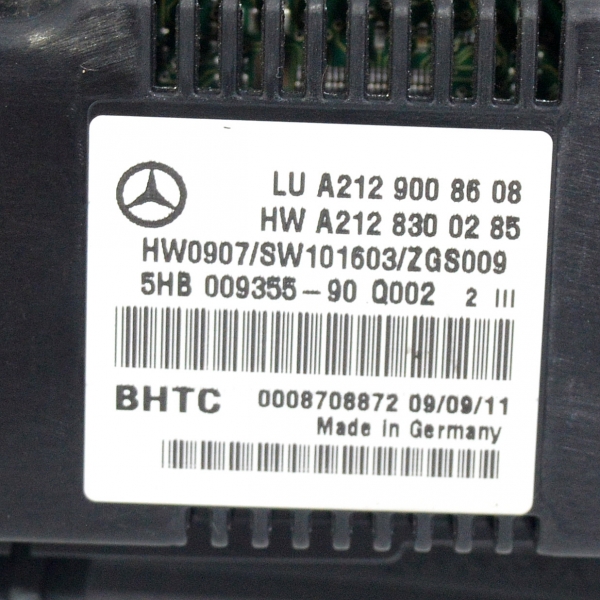 LU A212 900 86 08
HW A212 830 02 85
HW0907/SW101603/ZGS009
5HB 009355-90 Q002 2 III
BHTC 0008708872 09/09/11
Made in Germany